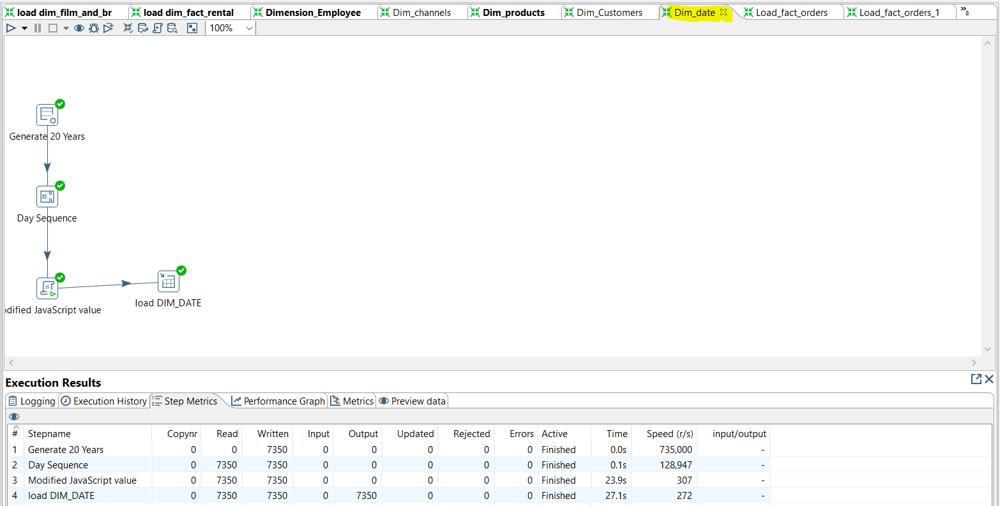 load dim_film_and_br load dim_fact_rental Dimension_Employee Dim_channels Dim_products Dim_Customers Dim_date Load_fact_orders Load_fact_orders_1 »8
100%
Generate 20 Years
Day Sequence
load DIM_DATE
odified JavaScript value
Execution Results
Logging Execution History Step Metrics Performance Graph Metrics Preview data
# Stepname Copynr Read Written Input Output Updated Rejected Errors Active Time Speed (r/s) input/output
1 Generate 20 Years 0 0 7350 0 0 0 0 0 Finished 0.0s 735,000 -
2 Day Sequence 0 7350 7350 0 0 0 0 0 Finished 0.1s 128,947 -
3 Modified JavaScript value 0 7350 7350 0 0 0 0 0 Finished 23.9s 307 -
4 load DIM_DATE 0 7350 7350 0 7350 0 0 0 Finished 27.1s 272 -